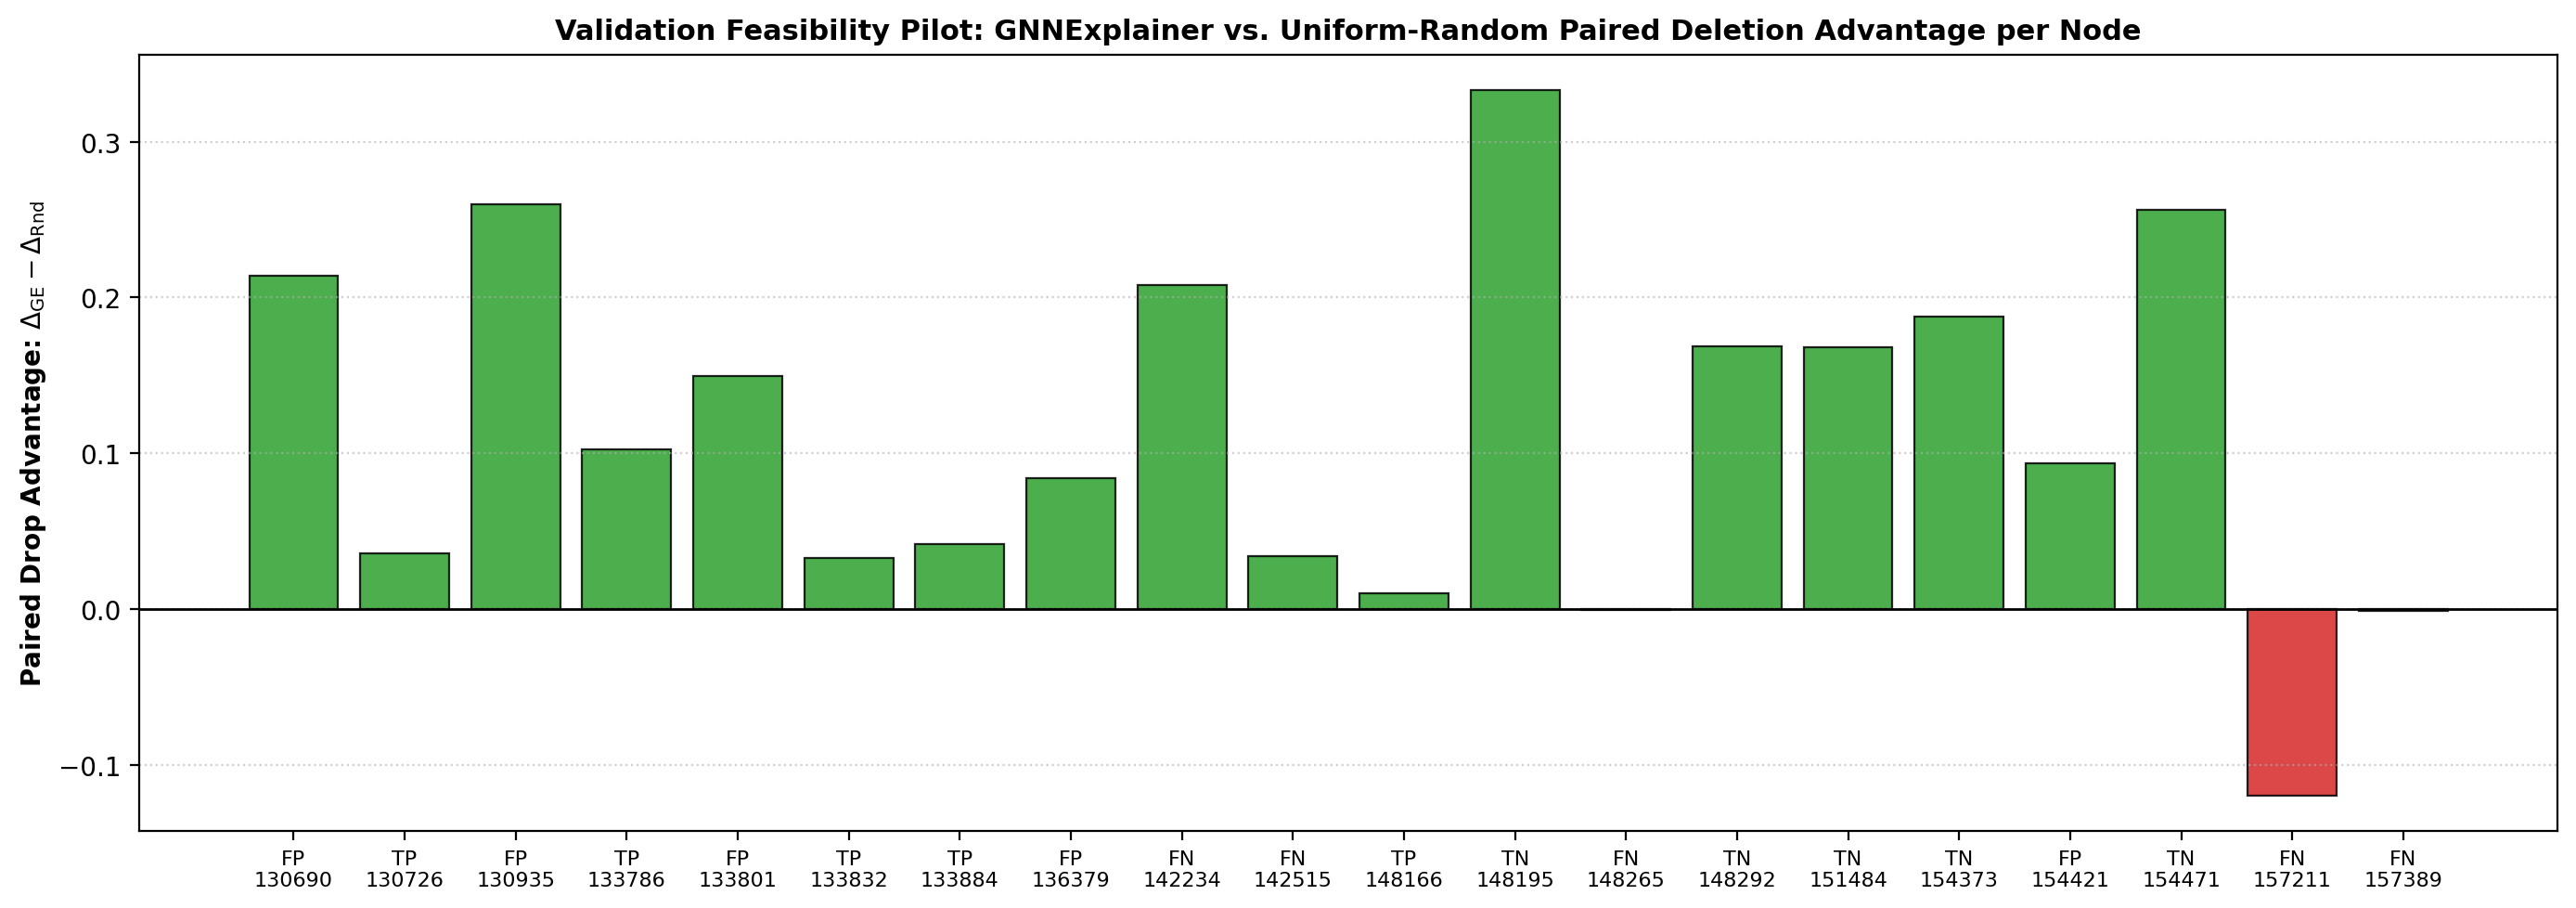 Validation Feasibility Pilot: GNNExplainer vs. Uniform-Random Paired Deletion Advantage per Node
Paired Drop Advantage: Δ_GE − Δ_Rnd
0.3
0.2
0.1
0.0
−0.1
FP TP FP TP FP TP TP FP FN FN TP TN FN TN TN TN FP TN FN FN
130690 130726 130935 133786 133801 133832 133884 136379 142234 142515 148166 148195 148265 148292 151484 154373 154421 154471 157211 157389